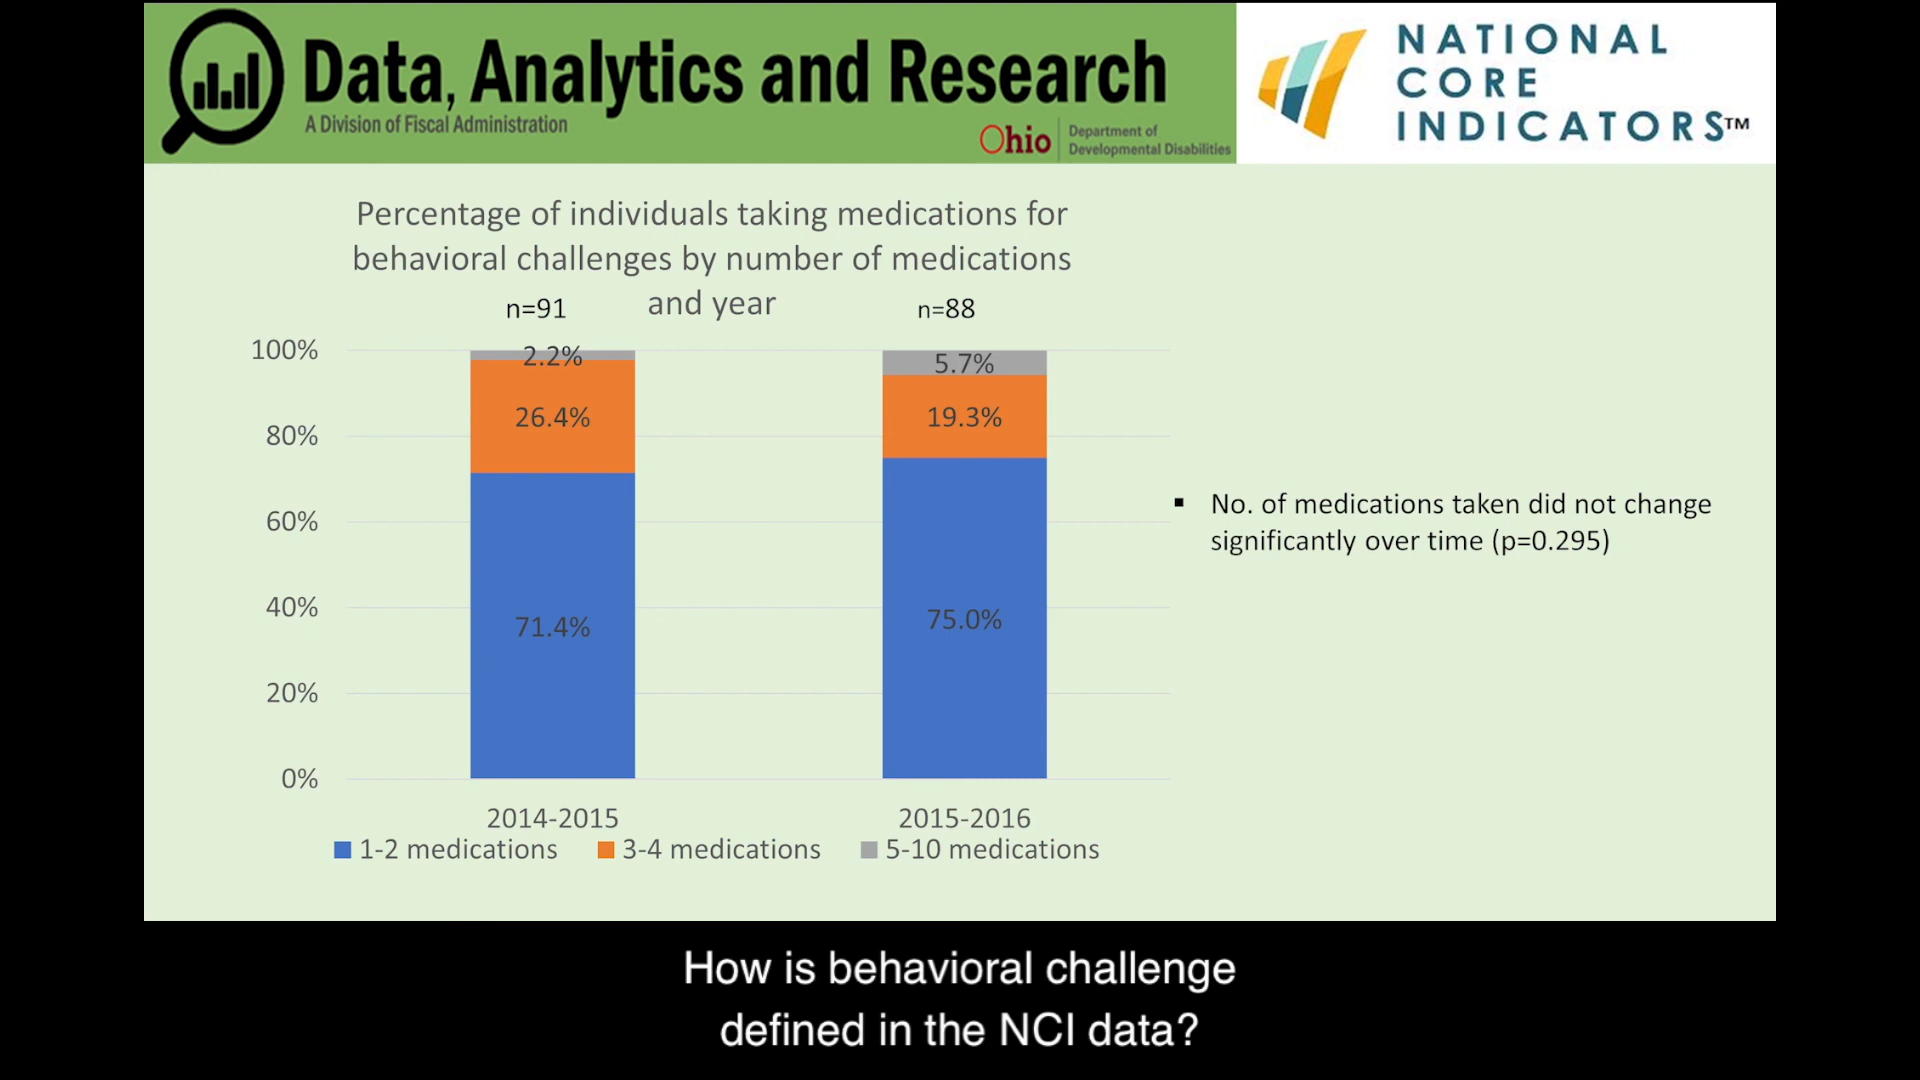 Data, Analytics and Research
A Division of Fiscal Administration
Ohio
Department of
Developmental Disabilities
NATIONAL
CORE
INDICATORS™
Percentage of individuals taking medications for
behavioral challenges by number of medications
and year
n=91
n=88
100%
80%
60%
40%
20%
0%
2.2%
26.4%
71.4%
5.7%
19.3%
75.0%
2014-2015
2015-2016
1-2 medications
3-4 medications
5-10 medications
▪ No. of medications taken did not change
significantly over time (p=0.295)
How is behavioral challenge
defined in the NCI data?